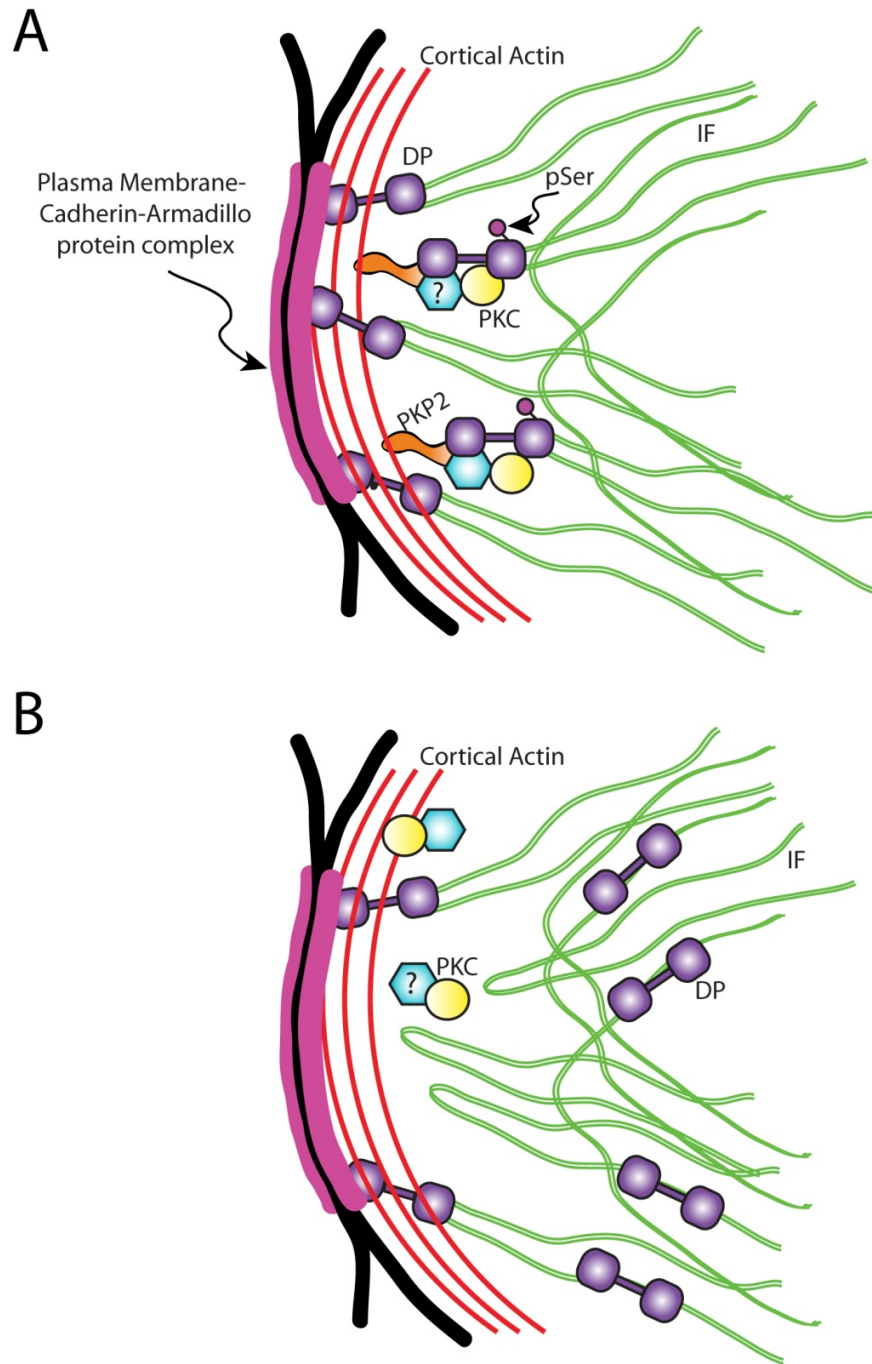 A
Cortical Actin
DP
IF
Plasma Membrane-
Cadherin-Armadillo
protein complex
pSer
?
PKC
PKP2
B
Cortical Actin
IF
PKC
?
DP